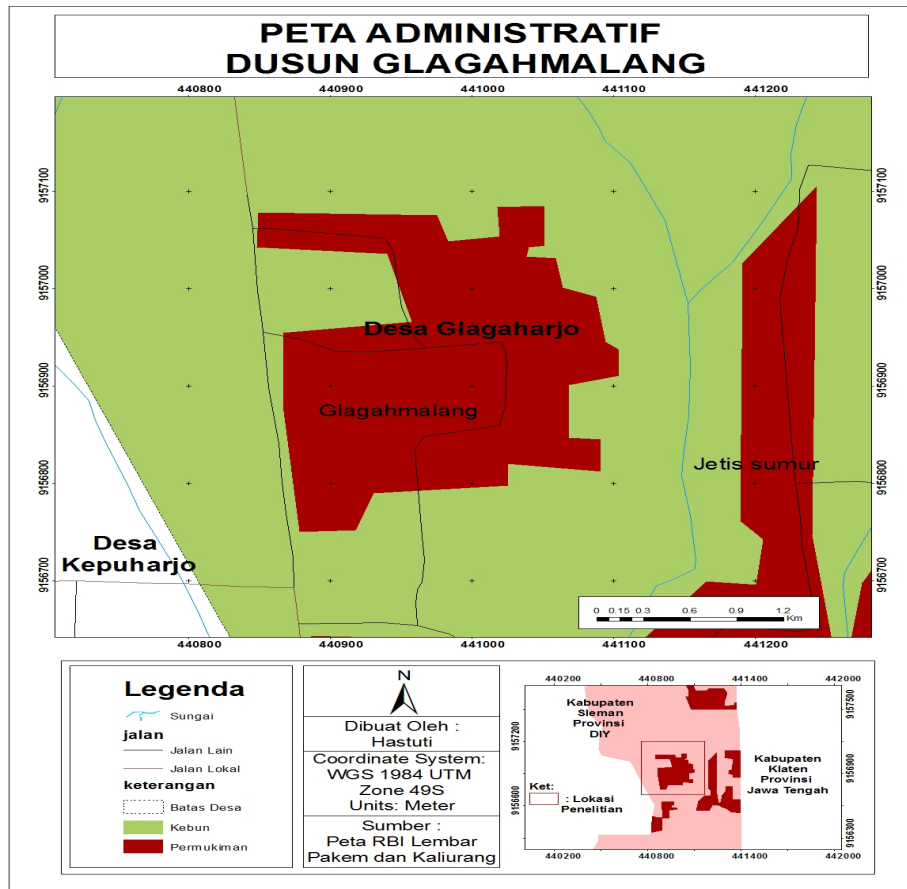 PETA ADMINISTRATIF
DUSUN GLAGAHMALANG
440800 440900 441000 441100 441200
9157100 9157100
9157000 9157000
Desa Glagaharjo
9156900 9156900
Glagahmalang
Jetis sumur
9156800 9156800
Desa
Kepuharjo
9156700 9156700
0 0.15 0.3 0.6 0.9 1.2
Km
440800 440900 441000 441100 441200
Legenda
Sungai
jalan
Jalan Lain
Jalan Lokal
keterangan
Batas Desa
Kebun
Permukiman
N
Dibuat Oleh :
Hastuti
Coordinate System:
WGS 1984 UTM
Zone 49S
Units: Meter
Sumber :
Peta RBI Lembar
Pakem dan Kaliurang
440200 440800 441400 442000
Kabupaten
Sleman
Provinsi
DIY
9157200
9156600
Kabupaten
Klaten
Provinsi
Jawa Tengah
9156900
9156300
Ket:
: Lokasi
Penelitian
440200 440800 441400 442000